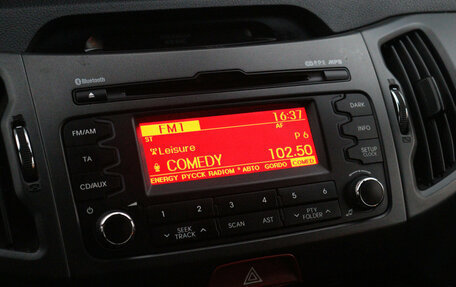 Bluetooth
RDS MP3
FM/AM
TA
CD/AUX
FM1
16:37
ST
AF
Leisure
P 6
COMEDY
102.50
ENERGY РУССК RADIOM * АВТО GORDO COMED
DARK
INFO
SETUP
CLOCK
1 2 3 4 5 6
SEEK
TRACK
SCAN
AST
PTY
FOLDER